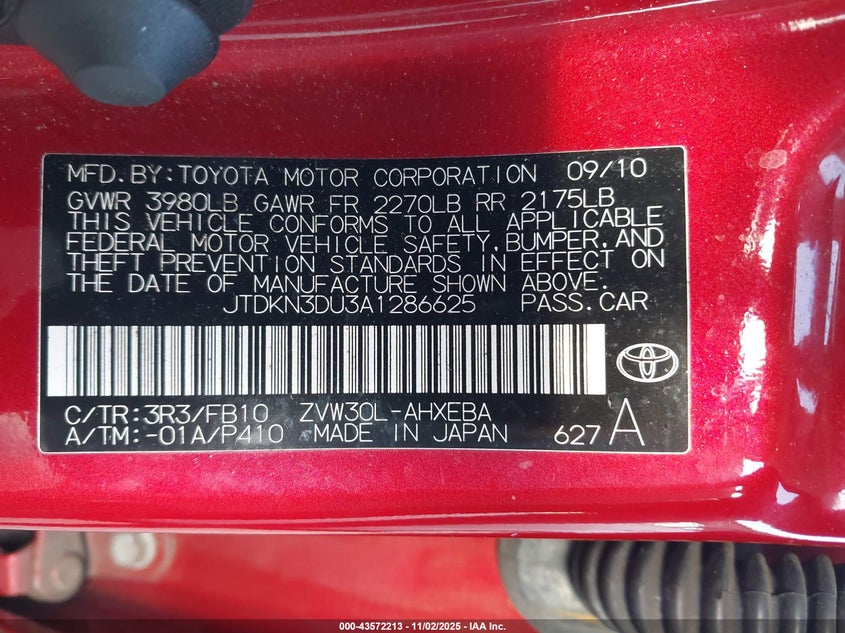 MFD.BY:TOYOTA MOTOR CORPORATION 09/10
GVWR 3980LB GAWR FR 2270LB RR 2175LB
THIS VEHICLE CONFORMS TO ALL APPLICABLE
FEDERAL MOTOR VEHICLE SAFETY,BUMPER,AND
THEFT PREVENTION STANDARDS IN EFFECT ON
THE DATE OF MANUFACTURE SHOWN ABOVE.
JTDKN3DU3A1286625 PASS.CAR
C/TR:3R3/FB10 ZVW30L-AHXEBA
A/TM:-01A/P410 MADE IN JAPAN 627 A
000-43572213 - 11/02/2025 - IAA Inc.